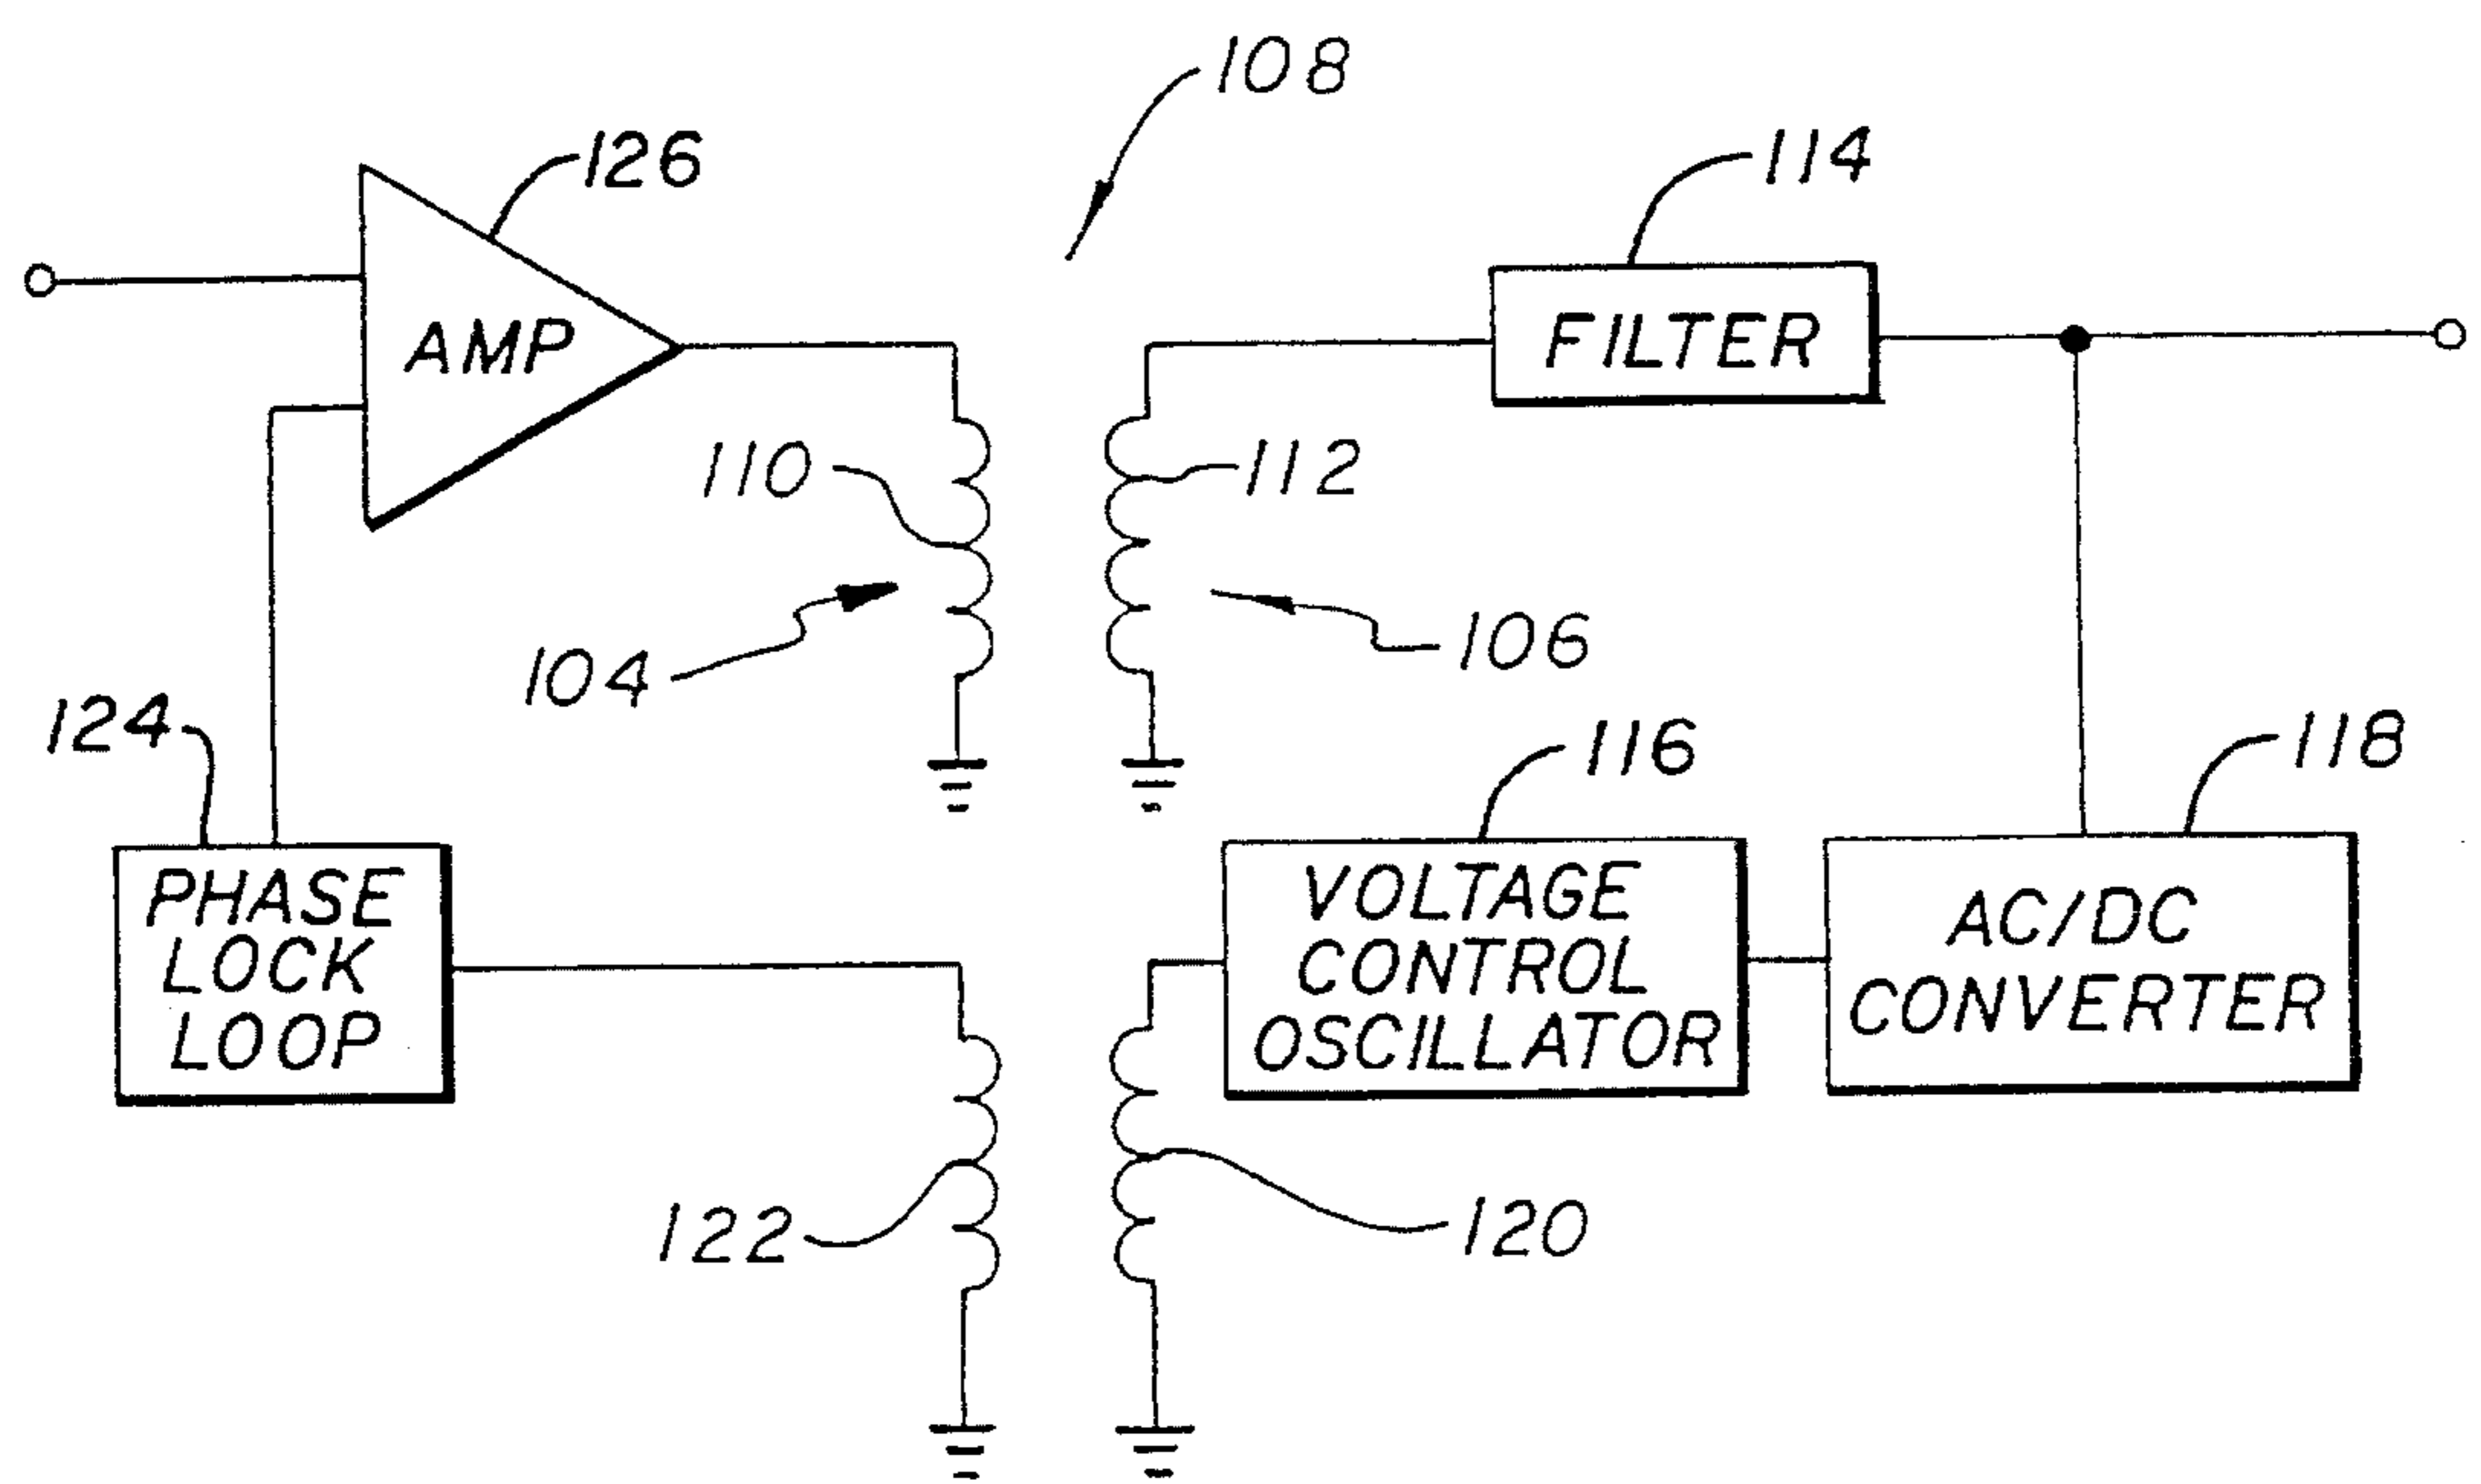 108
126
114
AMP
FILTER
110
112
104
106
124
116
118
PHASE
LOCK
LOOP
VOLTAGE
CONTROL
OSCILLATOR
AC/DC
CONVERTER
122
120